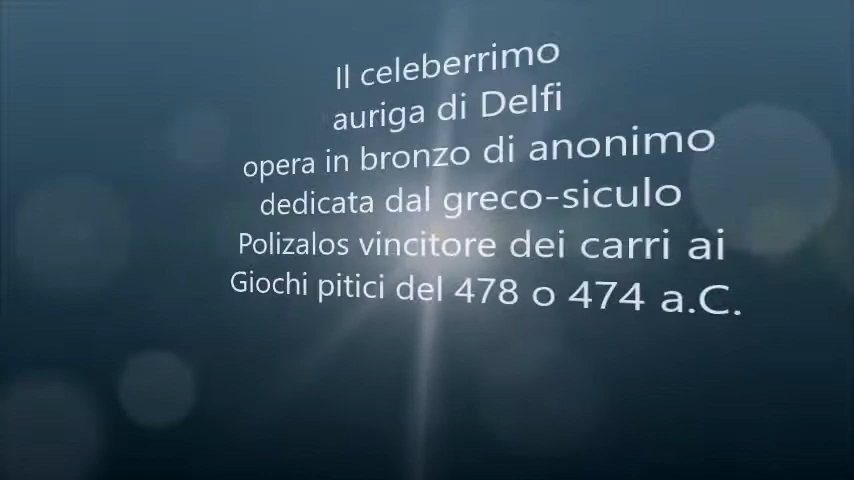 Il celeberrimo
auriga di Delfi
opera in bronzo di anonimo
dedicata dal greco-siculo
Polizalos vincitore dei carri ai
Giochi pitici del 478 o 474 a.C.